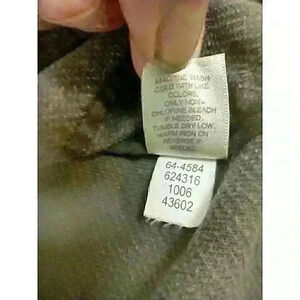 MACHINE WASH
COLD WITH LIKE
COLORS.
ONLY NON-
CHLORINE BLEACH
IF NEEDED.
TUMBLE DRY LOW.
WARM IRON ON
REVERSE IF
NEEDED.
64-4584
624316
1006
43602